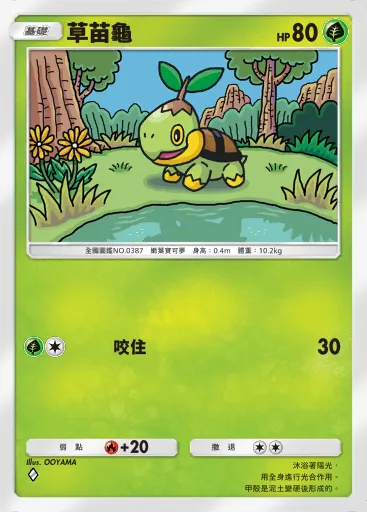 基礎 草苗龜 HP 80
全國圖鑑NO.0387 嫩葉寶可夢 身高：0.4m 體重：10.2kg
咬住 30
弱點 +20 撤退
Illus. OOYAMA
沐浴著陽光，
用全身進行光合作用。
甲殼是泥土變硬後形成的。